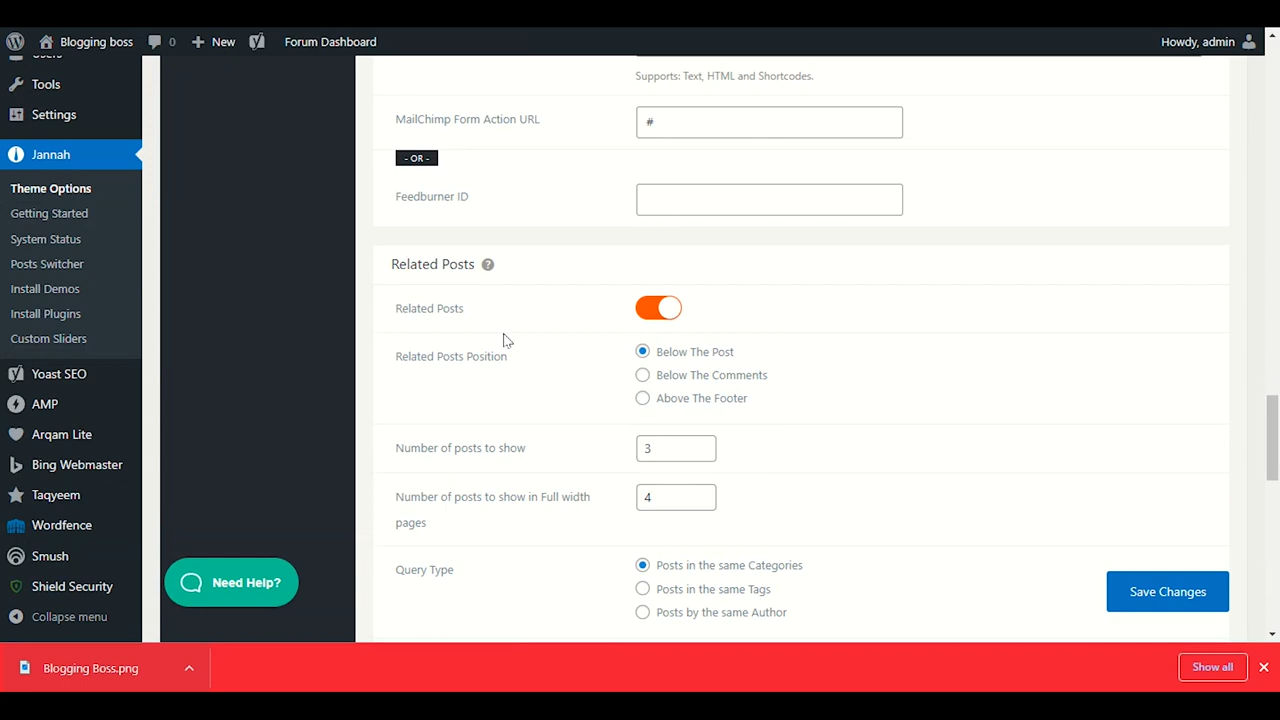 Blogging boss
0
New
Forum Dashboard
Howdy, admin
Users
Tools
Settings
Jannah
Theme Options
Getting Started
System Status
Posts Switcher
Install Demos
Install Plugins
Custom Sliders
Yoast SEO
AMP
Arqam Lite
Bing Webmaster
Taqyeem
Wordfence
Smush
Shield Security
Collapse menu
Need Help?
Supports: Text, HTML and Shortcodes.
MailChimp Form Action URL
#
- OR -
Feedburner ID
Related Posts ?
Related Posts
Related Posts Position
Below The Post
Below The Comments
Above The Footer
Number of posts to show
3
Number of posts to show in Full width
pages
4
Query Type
Posts in the same Categories
Posts in the same Tags
Posts by the same Author
Save Changes
Blogging Boss.png
Show all